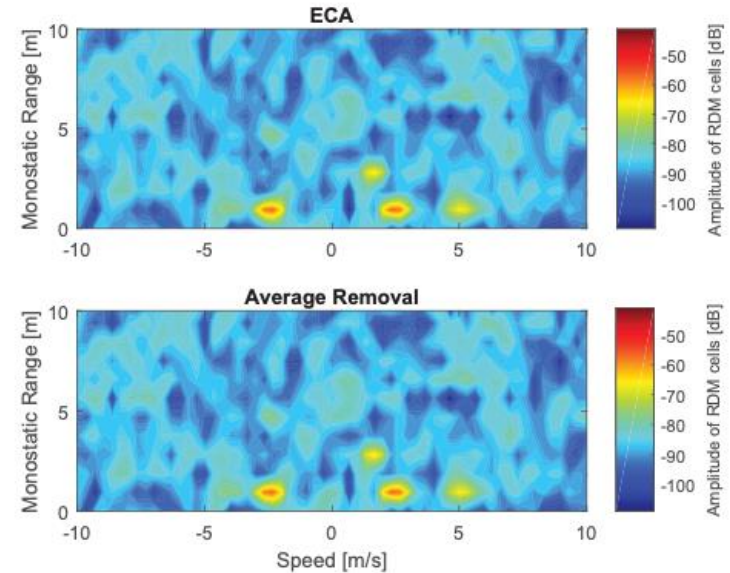 ECA
10
5
0
Monostatic Range [m]
-10 -5 0 5 10
-50
-60
-70
-80
-90
-100
Amplitude of RDM cells [dB]
Average Removal
10
5
0
Monostatic Range [m]
-10 -5 0 5 10
Speed [m/s]
-50
-60
-70
-80
-90
-100
Amplitude of RDM cells [dB]